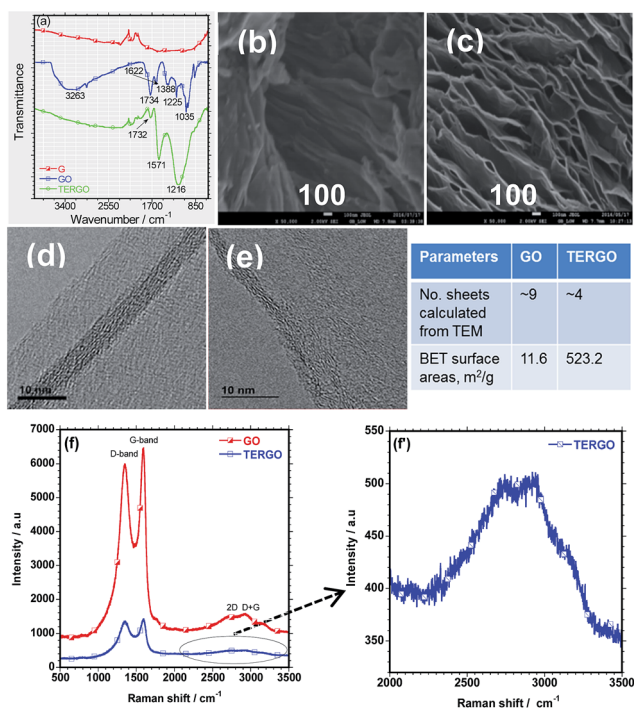 (a)
Transmittance
3263
1622
1734
1388
1225
1035
1732
1571
1216
G
GO
TERGO
3400
2550
1700
850
Wavenumber / cm⁻¹
(b)
100
(c)
100
(d)
10 nm
(e)
10 nm
Parameters GO TERGO
No. sheets ~9 ~4
calculated
from TEM
BET surface 11.6 523.2
areas, m²/g
(f)
GO
TERGO
D-band
G-band
2D D+G
Intensity / a.u
7000
6000
5000
4000
3000
2000
1000
0
500 1000 1500 2000 2500 3000 3500
Raman shift / cm⁻¹
(f')
TERGO
Intensity / a.u
550
500
450
400
350
2000 2500 3000 3500
Raman shift/ cm⁻¹